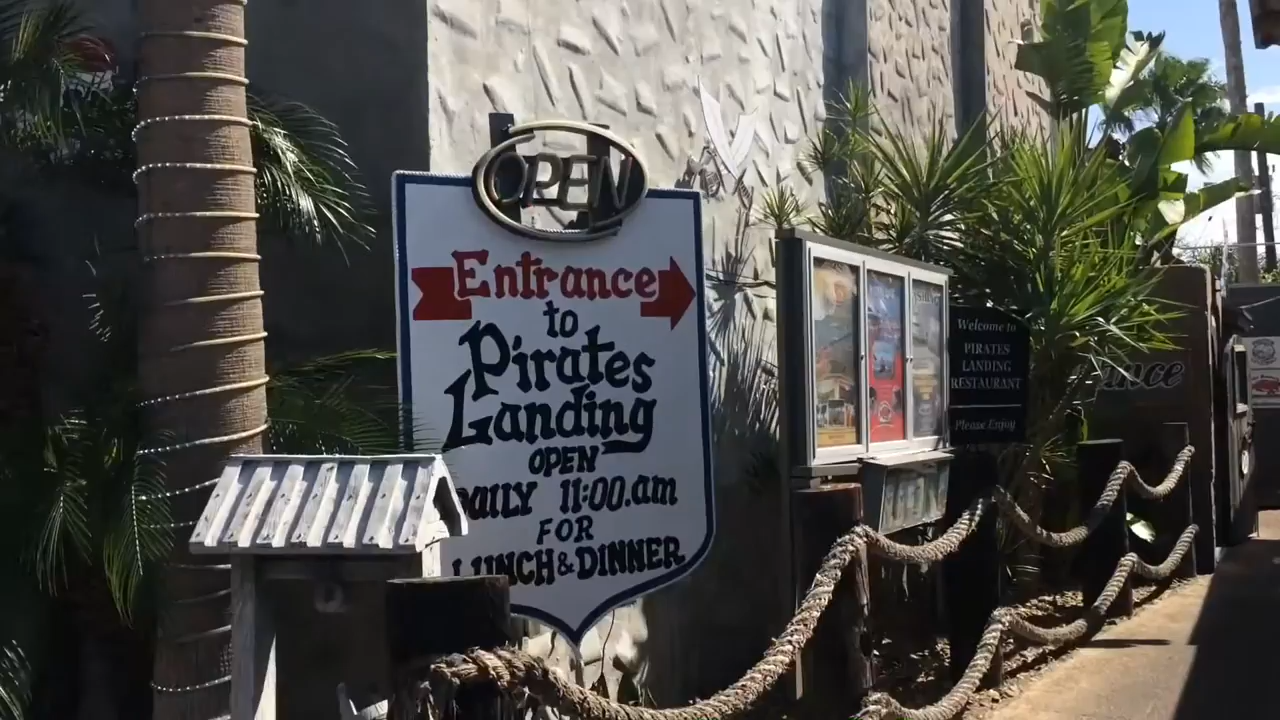 OPEN
Entrance
to
Pirates
Landing
OPEN
DAILY 11:00.am
FOR
LUNCH & DINNER
Welcome to
PIRATES
LANDING
RESTAURANT
Please Enjoy